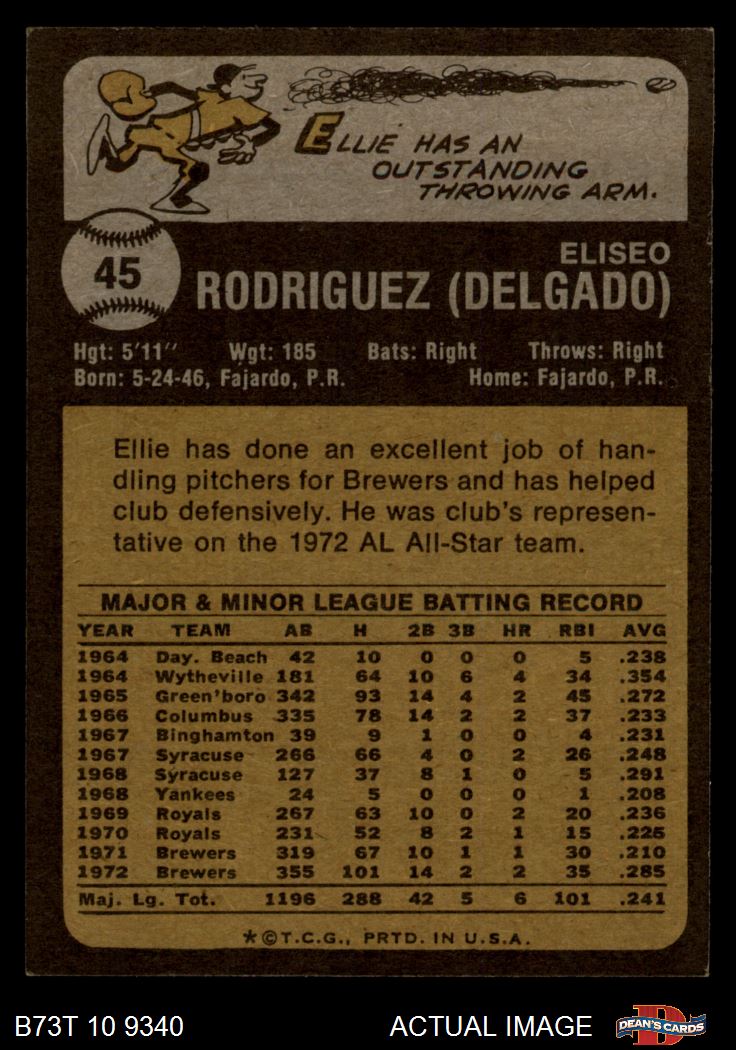 ELLIE HAS AN
OUTSTANDING
THROWING ARM.
45
ELISEO
RODRIGUEZ (DELGADO)
Hgt: 5'11" Wgt: 185 Bats: Right Throws: Right
Born: 5-24-46, Fajardo, P.R. Home: Fajardo, P.R.
Ellie has done an excellent job of han-
dling pitchers for Brewers and has helped
club defensively. He was club's represen-
tative on the 1972 AL All-Star team.
MAJOR & MINOR LEAGUE BATTING RECORD
YEAR TEAM AB H 2B 3B HR RBI AVG
1964 Day. Beach 42 10 0 0 0 5 .238
1964 Wytheville 181 64 10 6 4 34 .354
1965 Green'boro 342 93 14 4 2 45 .272
1966 Columbus 335 78 14 2 2 37 .233
1967 Binghamton 39 9 1 0 0 4 .231
1967 Syracuse 266 66 4 0 2 26 .248
1968 Syracuse 127 37 8 1 0 5 .291
1968 Yankees 24 5 0 0 0 1 .208
1969 Royals 267 63 10 0 2 20 .236
1970 Royals 231 52 8 2 1 15 .225
1971 Brewers 319 67 10 1 1 30 .210
1972 Brewers 355 101 14 2 2 35 .285
Maj. Lg. Tot. 1196 288 42 5 6 101 .241
*©T.C.G., PRTD. IN U.S.A.
B73T 10 9340 ACTUAL IMAGE
D
DEAN'S CARDS